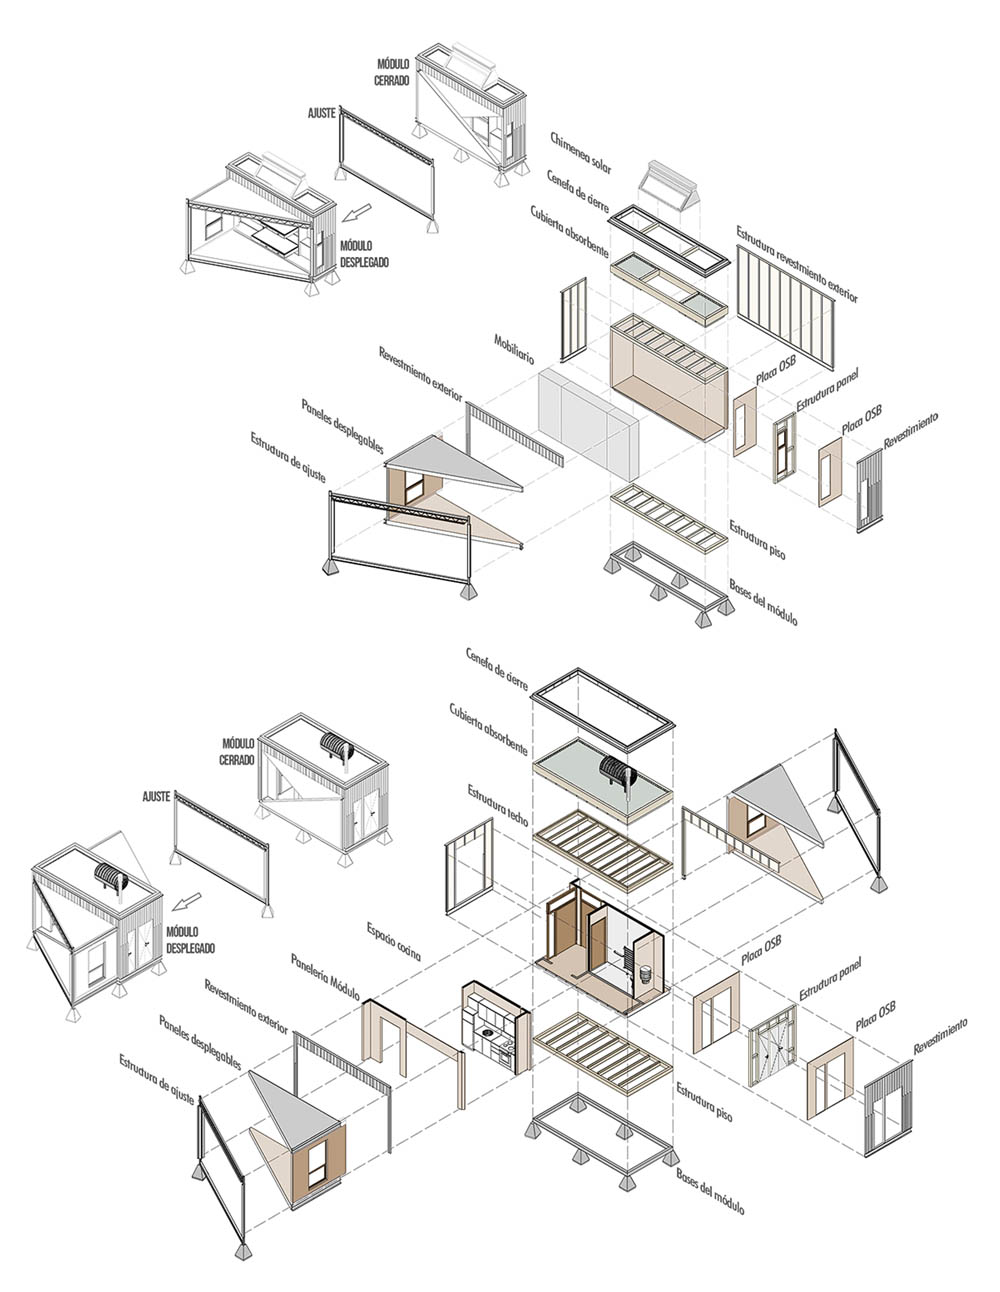 MÓDULO
CERRADO
AJUSTE
MÓDULO
DESPLEGADO
Chimenea solar
Cenefa de cierre
Cubierta absorbente
Estructura revestmiento exterior
Mobiliario
Revestmiento exterior
Paneles desplegables
Estructura de ajuste
Placa OSB
Estructura panel
Placa OSB
Revestimiento
Estructura piso
Bases del módulo
Cenefa de cierre
Cubierta absorbente
Estructura techo
MÓDULO
CERRADO
AJUSTE
MÓDULO
DESPLEGADO
Espacio cocina
Panelería Módulo
Revestmiento exterior
Paneles desplegables
Estructura de ajuste
Placa OSB
Estructura panel
Placa OSB
Revestimiento
Estructura piso
Bases del módulo